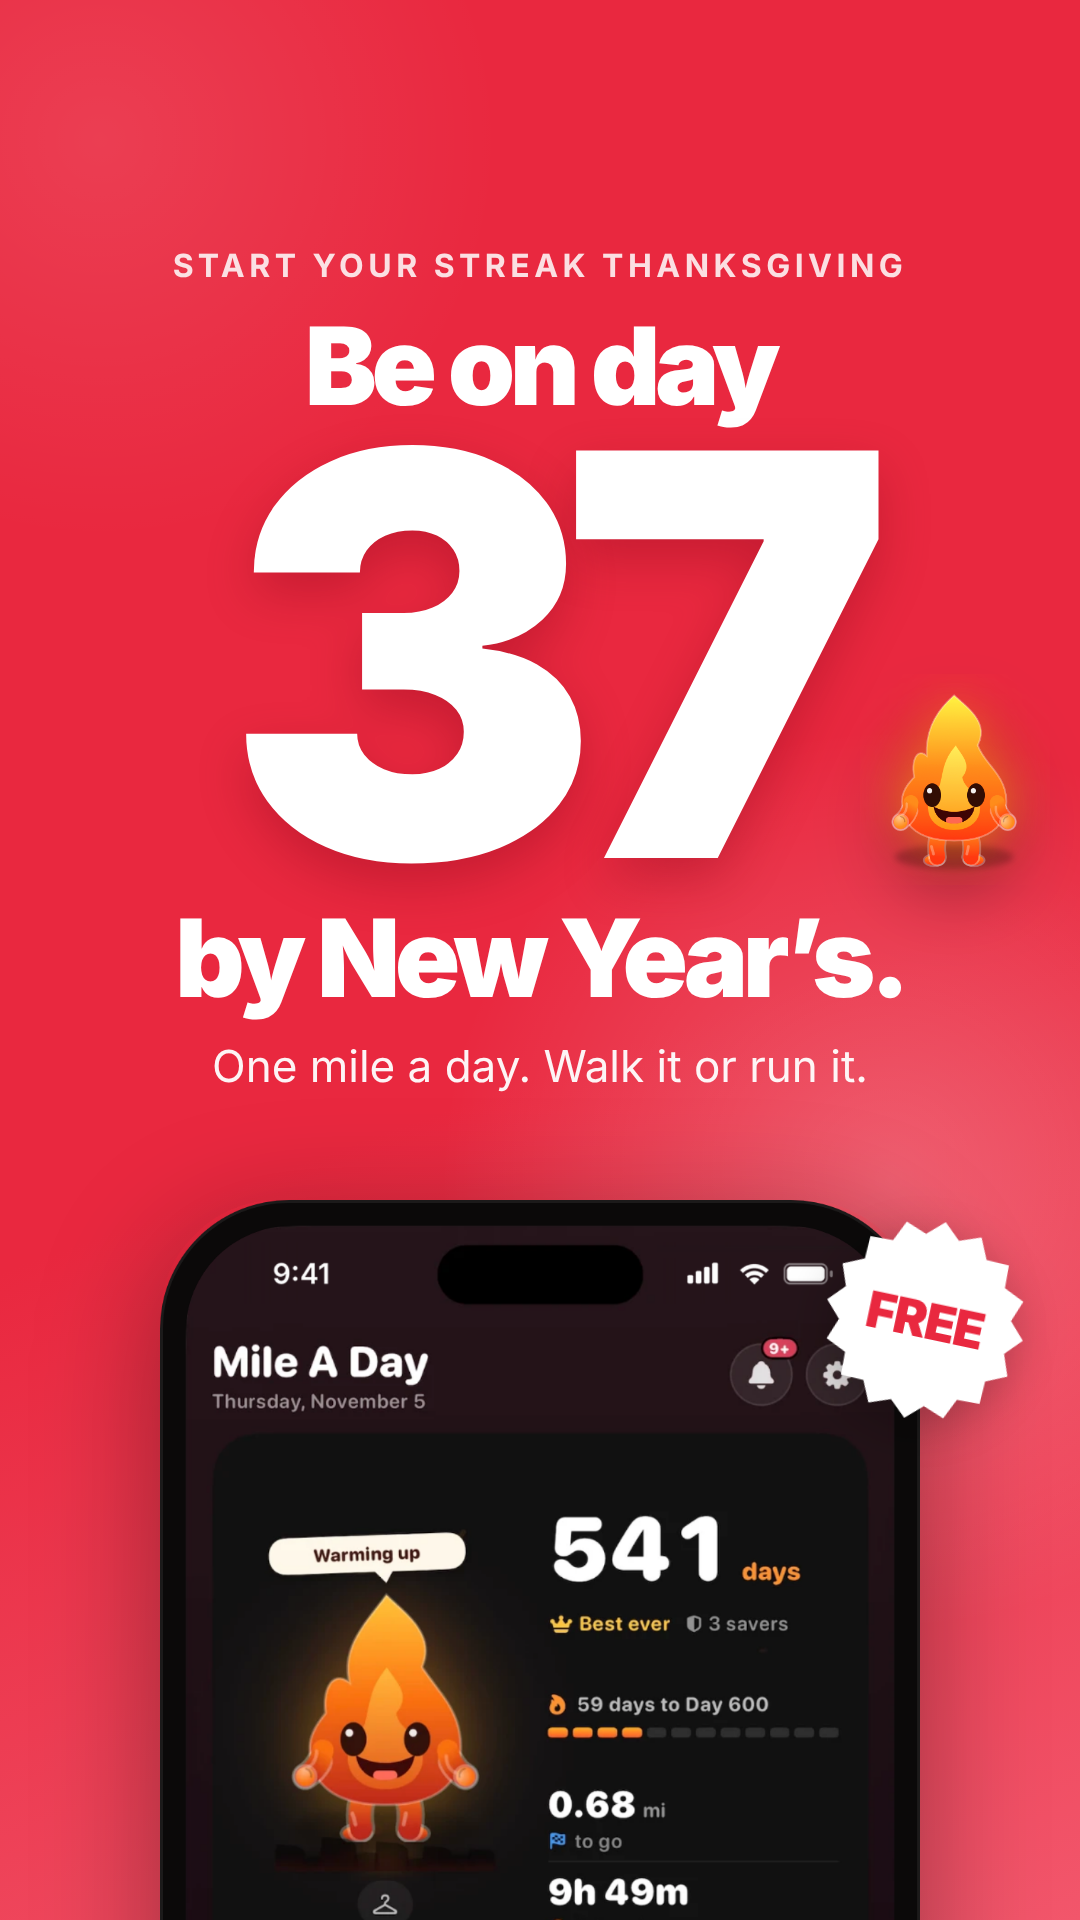 START YOUR STREAK THANKSGIVING
Be on day
37
by New Year’s.
One mile a day. Walk it or run it.
9:41
FREE
Mile A Day
9+
Thursday, November 5
Warming up
541 days
Best ever 3 savers
59 days to Day 600
0.68 mi
to go
9h 49m